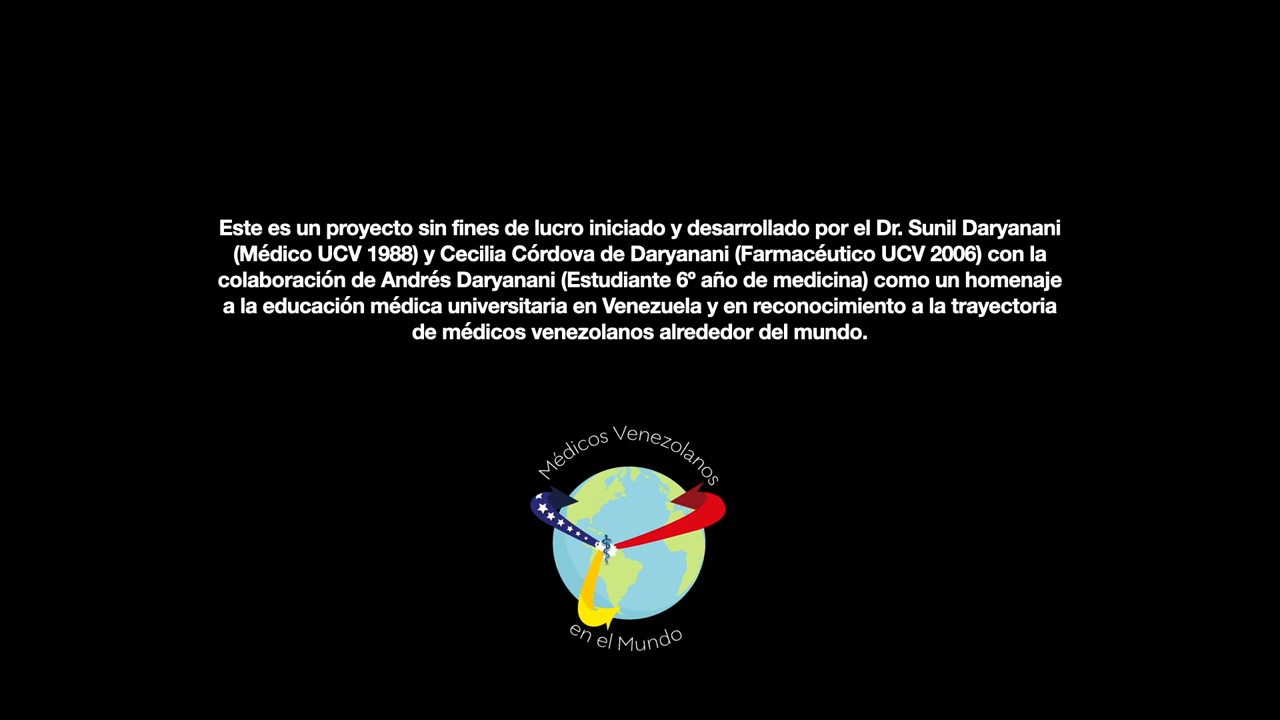 Este es un proyecto sin fines de lucro iniciado y desarrollado por el Dr. Sunil Daryanani
(Médico UCV 1988) y Cecilia Córdova de Daryanani (Farmacéutico UCV 2006) con la
colaboración de Andrés Daryanani (Estudiante 6º año de medicina) como un homenaje
a la educación médica universitaria en Venezuela y en reconocimiento a la trayectoria
de médicos venezolanos alrededor del mundo.
Médicos Venezolanos
en el Mundo